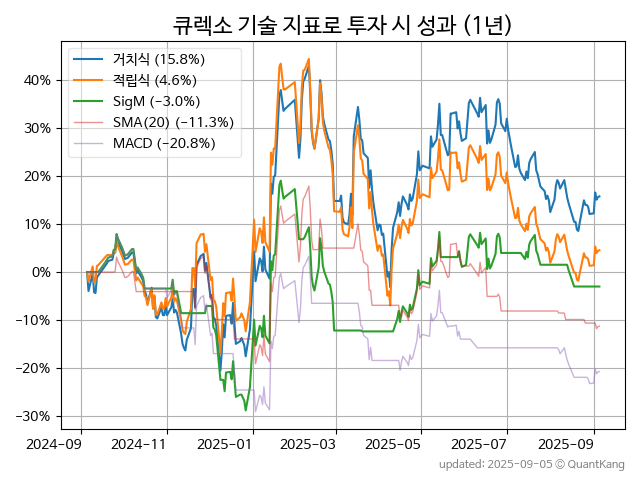 큐렉소 기술 지표로 투자 시 성과 (1년)
거치식 (15.8%)
적립식 (4.6%)
SigM (−3.0%)
SMA(20) (−11.3%)
MACD (−20.8%)
40%
30%
20%
10%
0%
−10%
−20%
−30%
2024−09 2024−11 2025−01 2025−03 2025−05 2025−07 2025−09
updated: 2025−09−05 ⓒ QuantKang